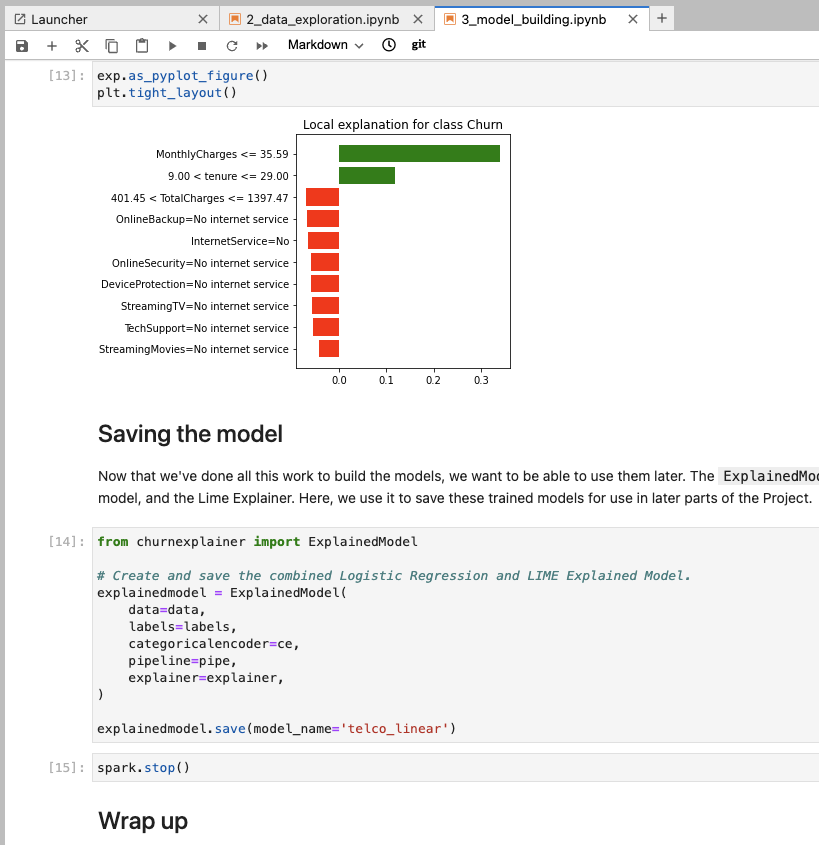 Launcher
2_data_exploration.ipynb
3_model_building.ipynb
Markdown
git
[13]:
exp.as_pyplot_figure()
plt.tight_layout()
Local explanation for class Churn
MonthlyCharges <= 35.59
9.00 < tenure <= 29.00
401.45 < TotalCharges <= 1397.47
OnlineBackup=No internet service
InternetService=No
OnlineSecurity=No internet service
DeviceProtection=No internet service
StreamingTV=No internet service
TechSupport=No internet service
StreamingMovies=No internet service
0.0 0.1 0.2 0.3
Saving the model
Now that we've done all this work to build the models, we want to be able to use them later. The
model, and the Lime Explainer. Here, we use it to save these trained models for use in later parts of the Project.
[14]:
from churnexplainer import ExplainedModel
# Create and save the combined Logistic Regression and LIME Explained Model.
explainedmodel = ExplainedModel(
data=data,
labels=labels,
categoricalencoder=ce,
pipeline=pipe,
explainer=explainer,
)
explainedmodel.save(model_name='telco_linear')
[15]:
spark.stop()
Wrap up